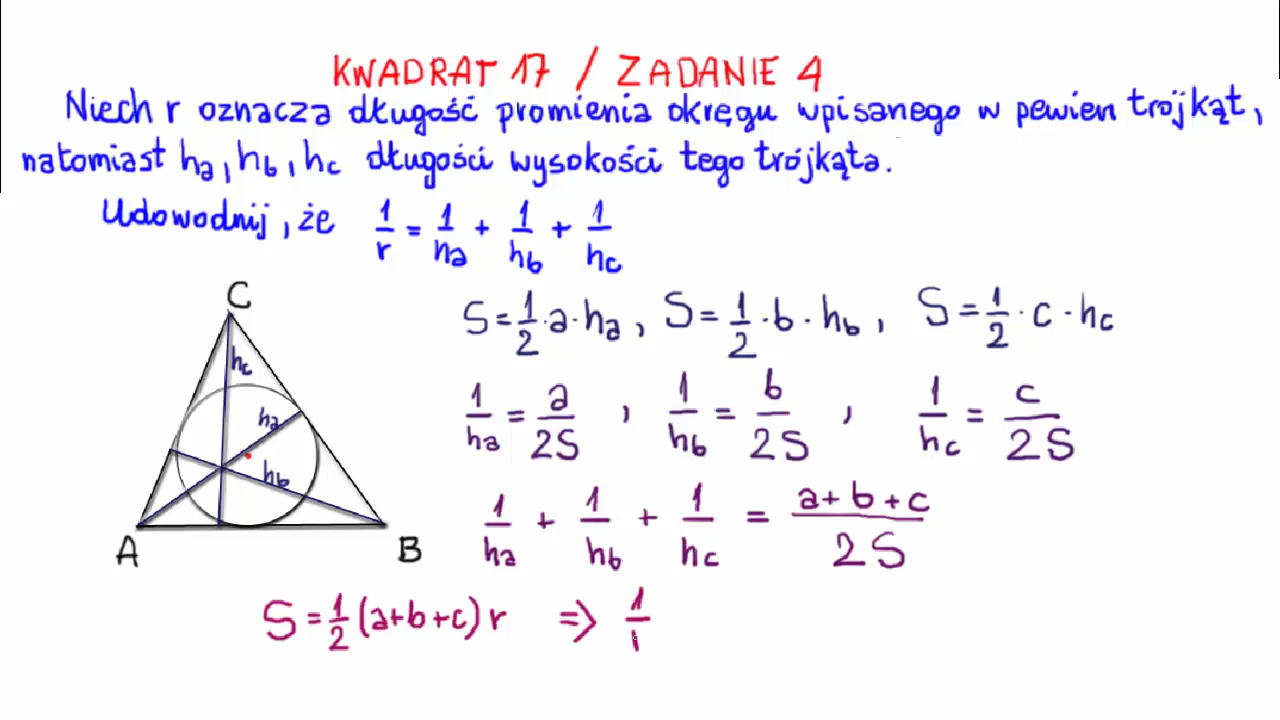 KWADRAT 17 / ZADANIE 4
Niech r oznacza długość promienia okręgu wpisanego w pewien trójkąt,
natomiast ha, hb, hc długości wysokości tego trójkąta.
Udowodnij, że 1/r = 1/ha + 1/hb + 1/hc
C
hc
ha
hb
A
B
S = 1/2 · a · ha, S = 1/2 · b · hb, S = 1/2 · c · hc
1/ha = a/2S , 1/hb = b/2S , 1/hc = c/2S
1/ha + 1/hb + 1/hc = a+b+c/2S
S = 1/2 (a+b+c) r => 1/